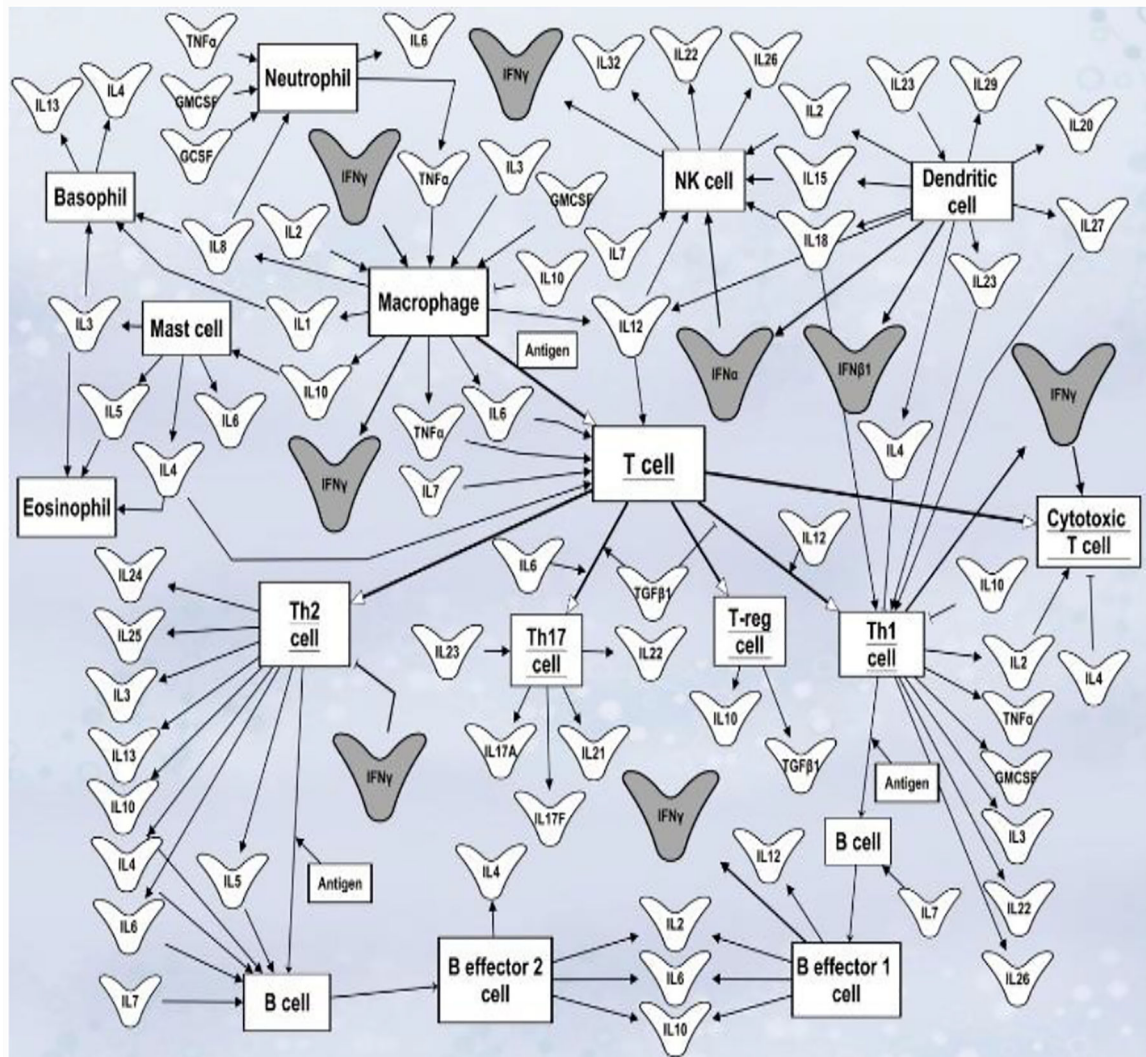 TNFα
IL6
Neutrophil
IFNγ
IL32
IL22
IL26
IL23
IL29
IL13
IL4
GMCSF
IL2
IL20
GCSF
IFNγ
TNFα
IL3
NK cell
IL15
Dendritic
cell
Basophil
GMCSF
IL8
IL2
IL7
IL18
IL27
IL10
IL23
Macrophage
IL3
Mast cell
IL1
IL12
Antigen
IFNα
IFNβ1
IFNγ
IL10
IL5
IL6
IL6
TNFα
IL4
IL4
T cell
IFNγ
IL7
Eosinophil
Cytotoxic
T cell
IL12
IL24
IL6
TGFβ1
IL10
Th2
cell
T-reg
cell
IL25
Th17
cell
Th1
cell
IL23
IL22
IL2
IL4
IL3
IL10
TNFα
IL13
IL17A
IL21
TGFβ1
IFNγ
Antigen
GMCSF
IL10
IFNγ
IL17F
B cell
IL3
IL4
IL5
Antigen
IL4
IL12
IL7
IL22
IL6
IL2
B effector 2
cell
B effector 1
cell
IL6
IL26
IL7
B cell
IL10